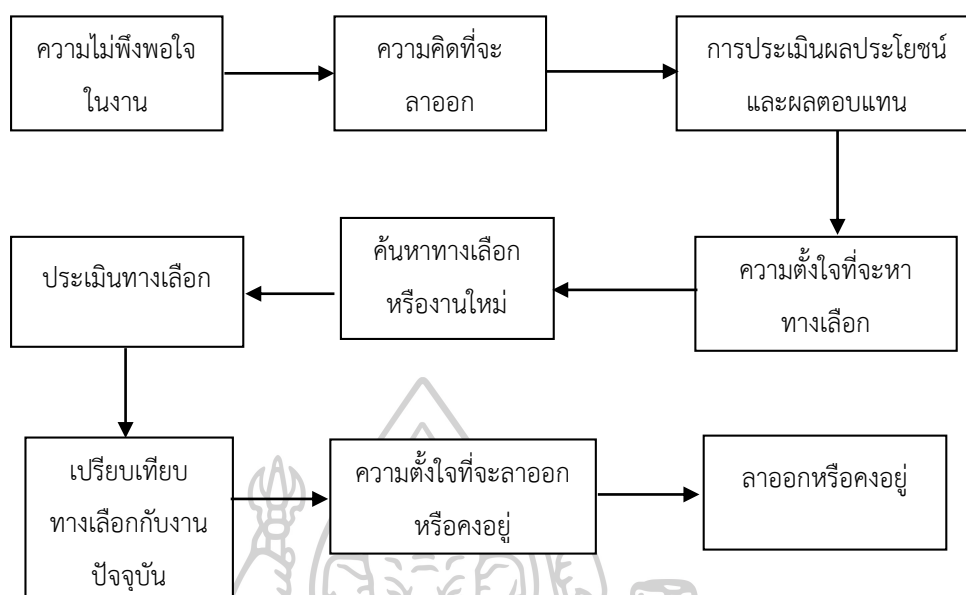 ความไม่พึงพอใจ
ในงาน
ความคิดที่จะ
ลาออก
การประเมินผลประโยชน์
และผลตอบแทน
ความตั้งใจที่จะหา
ทางเลือก
ค้นหาทางเลือก
หรืองานใหม่
ประเมินทางเลือก
เปรียบเทียบ
ทางเลือกกับงาน
ปัจจุบัน
ความตั้งใจที่จะลาออก
หรือคงอยู่
ลาออกหรือคงอยู่